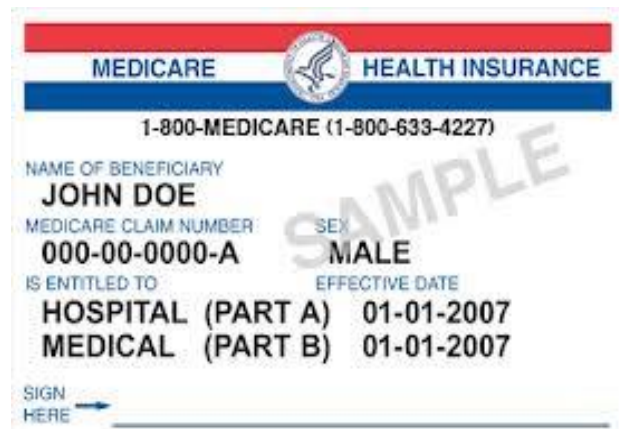 MEDICARE HEALTH INSURANCE
1-800-MEDICARE (1-800-633-4227)
NAME OF BENEFICIARY
JOHN DOE
MEDICARE CLAIM NUMBER SEX
000-00-0000-A MALE
IS ENTITLED TO EFFECTIVE DATE
HOSPITAL (PART A) 01-01-2007
MEDICAL (PART B) 01-01-2007
SIGN
HERE
SAMPLE